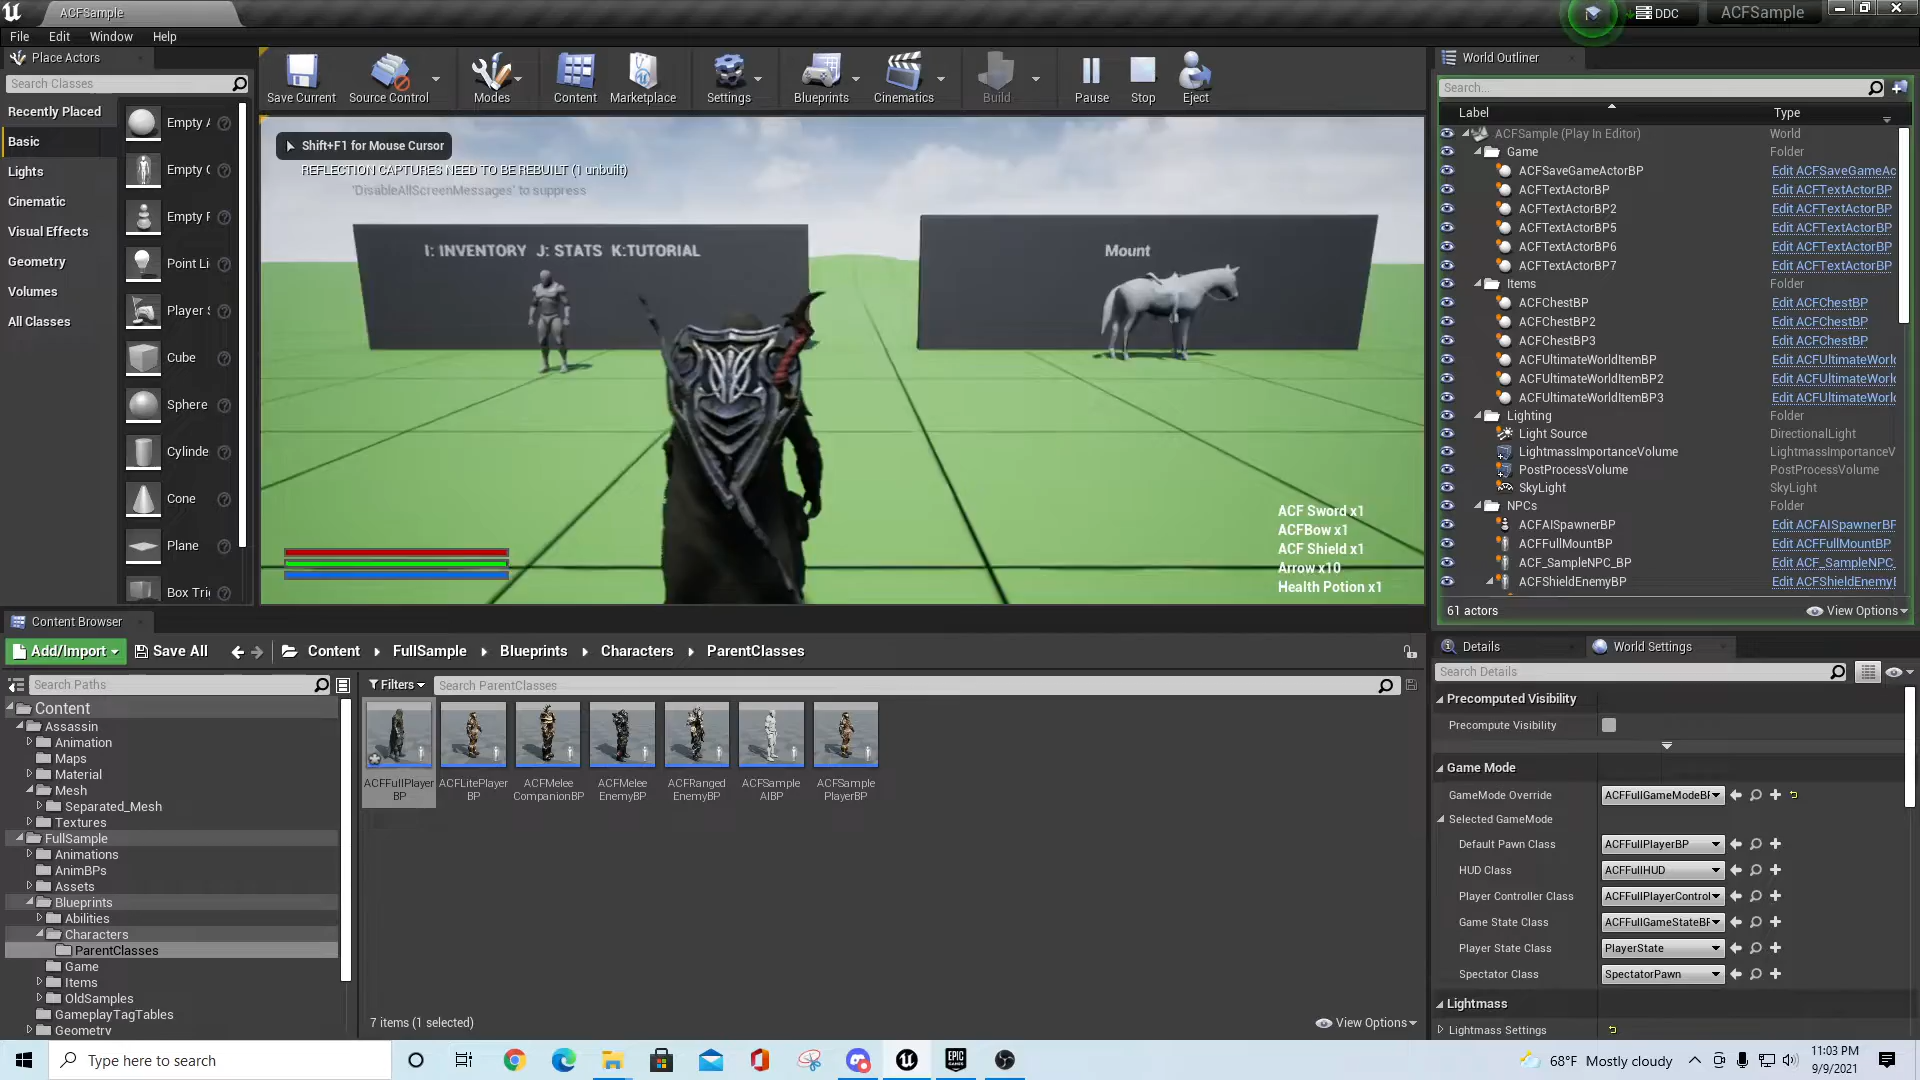 ACFSample
DDC
ACFSample
File Edit Window Help
Place Actors
Search Classes
Recently Placed
Basic
Lights
Cinematic
Visual Effects
Geometry
Volumes
All Classes
Empty A
Empty C
Empty P
Point Li
Player S
Cube
Sphere
Cylinde
Cone
Plane
Box Tri
Save Current
Source Control
Modes
Content
Marketplace
Settings
Blueprints
Cinematics
Build
Pause
Stop
Eject
Shift+F1 for Mouse Cursor
REFLECTION CAPTURES NEED TO BE REBUILT (1 unbuilt)
'DisableAllScreenMessages' to suppress
I: INVENTORY J: STATS K:TUTORIAL
Mount
ACF Sword x1
ACFBow x1
ACF Shield x1
Arrow x10
Health Potion x1
World Outliner
Search...
Label Type
ACFSample (Play In Editor) World
Game Folder
ACFSaveGameActorBP Edit ACFSaveGameAc
ACFTextActorBP Edit ACFTextActorBP
ACFTextActorBP2 Edit ACFTextActorBP
ACFTextActorBP5 Edit ACFTextActorBP
ACFTextActorBP6 Edit ACFTextActorBP
ACFTextActorBP7 Edit ACFTextActorBP
Items Folder
ACFChestBP Edit ACFChestBP
ACFChestBP2 Edit ACFChestBP
ACFChestBP3 Edit ACFChestBP
ACFUltimateWorldItemBP Edit ACFUltimateWorld
ACFUltimateWorldItemBP2 Edit ACFUltimateWorld
ACFUltimateWorldItemBP3 Edit ACFUltimateWorld
Lighting Folder
Light Source DirectionalLight
LightmassImportanceVolume LightmassImportanceV
PostProcessVolume PostProcessVolume
SkyLight SkyLight
NPCs Folder
ACFAISpawnerBP Edit ACFAISpawnerBP
ACFFullMountBP Edit ACFFullMountBP
ACF_SampleNPC_BP Edit ACF_SampleNPC_
ACFShieldEnemyBP Edit ACFShieldEnemyB
61 actors View Options
Content Browser
Add/Import Save All Content FullSample Blueprints Characters ParentClasses
Search Paths
Filters Search ParentClasses
Content
Assassin
Animation
Maps
Material
Mesh
Separated_Mesh
Textures
FullSample
Animations
AnimBPs
Assets
Blueprints
Abilities
Characters
ParentClasses
Game
Items
OldSamples
GameplayTagTables
Geometry
ACFFullPlayer BP
ACFLitePlayer BP
ACFMelee CompanionBP
ACFMelee EnemyBP
ACFRanged EnemyBP
ACFSample AIBP
ACFSample PlayerBP
7 items (1 selected) View Options
Details World Settings
Search Details
Precomputed Visibility
Precompute Visibility
Game Mode
GameMode Override ACFFullGameModeBP
Selected GameMode
Default Pawn Class ACFFullPlayerBP
HUD Class ACFFullHUD
Player Controller Class ACFFullPlayerControl
Game State Class ACFFullGameStateBP
Player State Class PlayerState
Spectator Class SpectatorPawn
Lightmass
Lightmass Settings
Type here to search
EPIC GAMES
68°F Mostly cloudy
11:03 PM
9/9/2021